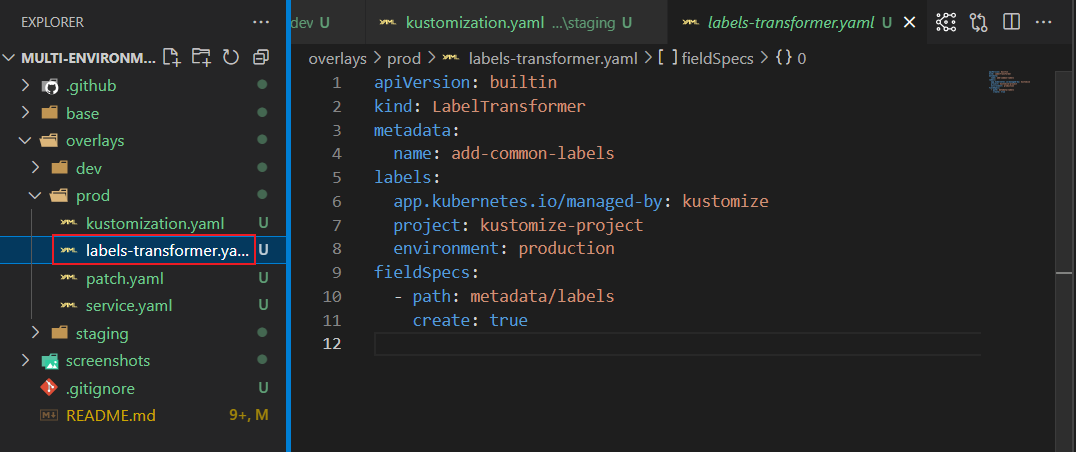 EXPLORER
dev U
kustomization.yaml ...\staging U
labels-transformer.yaml U
MULTI-ENVIRONM...
overlays > prod > labels-transformer.yaml > [ ] fieldSpecs > {} 0
.github
base
overlays
dev
prod
kustomization.yaml U
labels-transformer.ya... U
patch.yaml U
service.yaml U
staging
screenshots
.gitignore U
README.md 9+, M
1 apiVersion: builtin
2 kind: LabelTransformer
3 metadata:
4   name: add-common-labels
5 labels:
6   app.kubernetes.io/managed-by: kustomize
7   project: kustomize-project
8   environment: production
9 fieldSpecs:
10   - path: metadata/labels
11     create: true
12